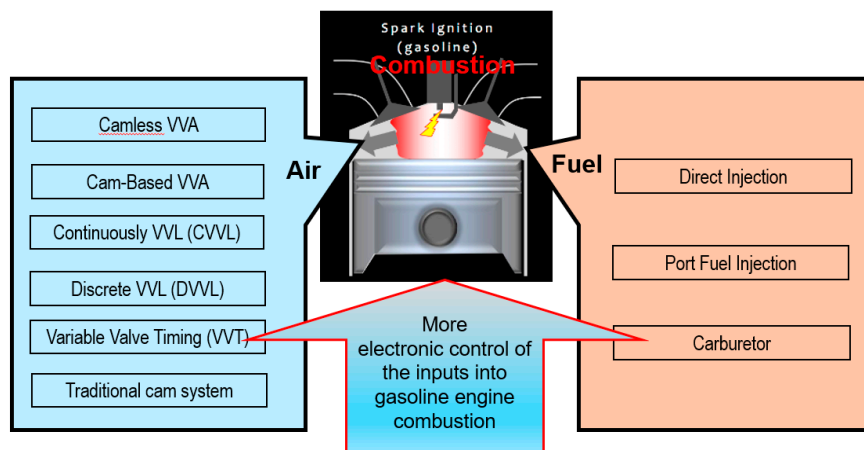 Spark Ignition
(gasoline)
Combustion
Air
Camless VVA
Cam-Based VVA
Continuously VVL (CVVL)
Discrete VVL (DVVL)
Variable Valve Timing (VVT)
Traditional cam system
Fuel
Direct Injection
Port Fuel Injection
Carburetor
More
electronic control of
the inputs into
gasoline engine
combustion